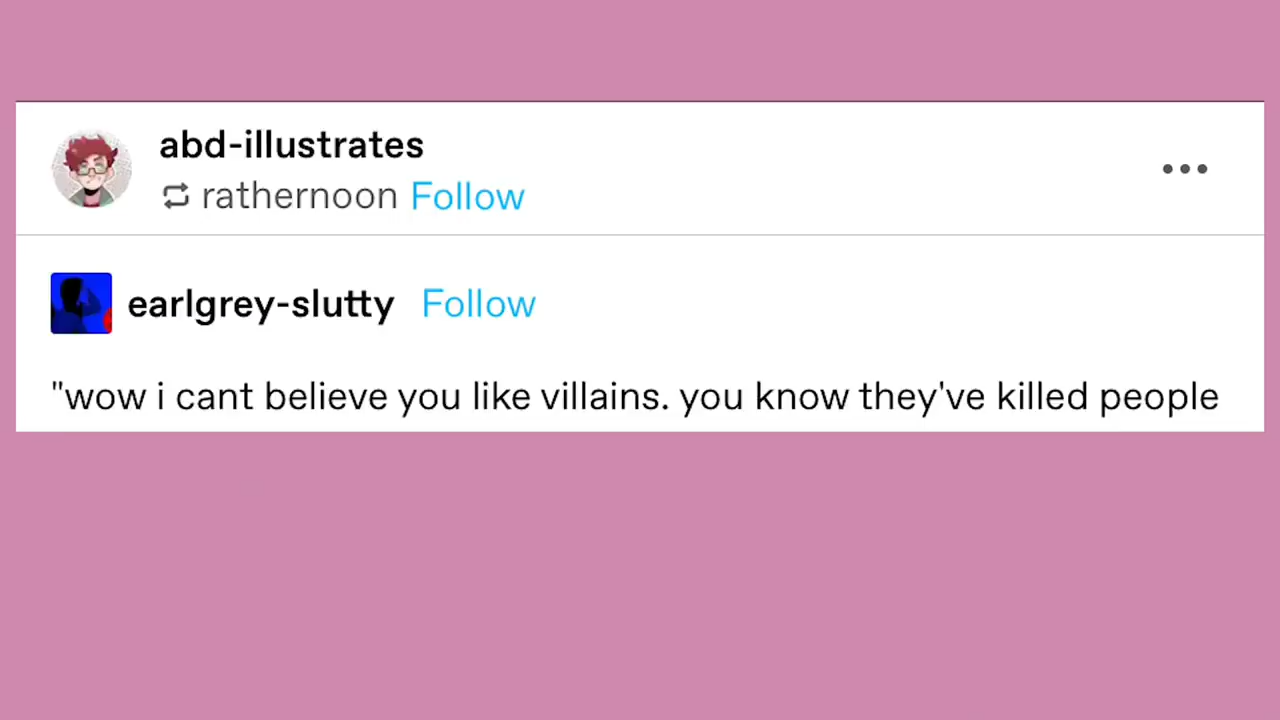 abd-illustrates
rathernoon Follow
earlgrey-slutty Follow
"wow i cant believe you like villains. you know they've killed people